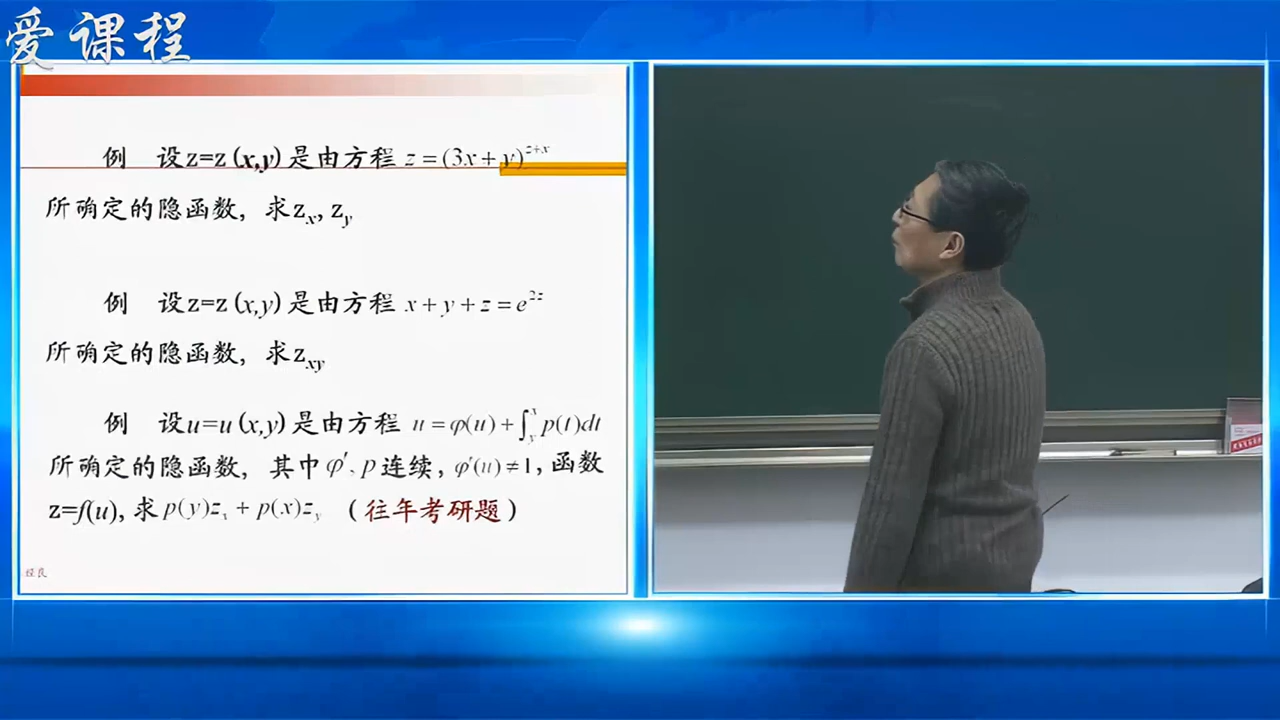 爱课程
例 设z=z(x,y)是由方程 z=(3x+y)^{z+x}
所确定的隐函数, 求z_x, z_y
例 设z=z(x,y)是由方程 x+y+z=e^{2z}
所确定的隐函数, 求z_{xy}
例 设u=u(x,y)是由方程 u=φ(u)+∫_y^x p(t)dt
所确定的隐函数, 其中φ′、p连续, φ′(u)≠1, 函数
z=f(u), 求p(y)z_x+p(x)z_y (往年考研题)